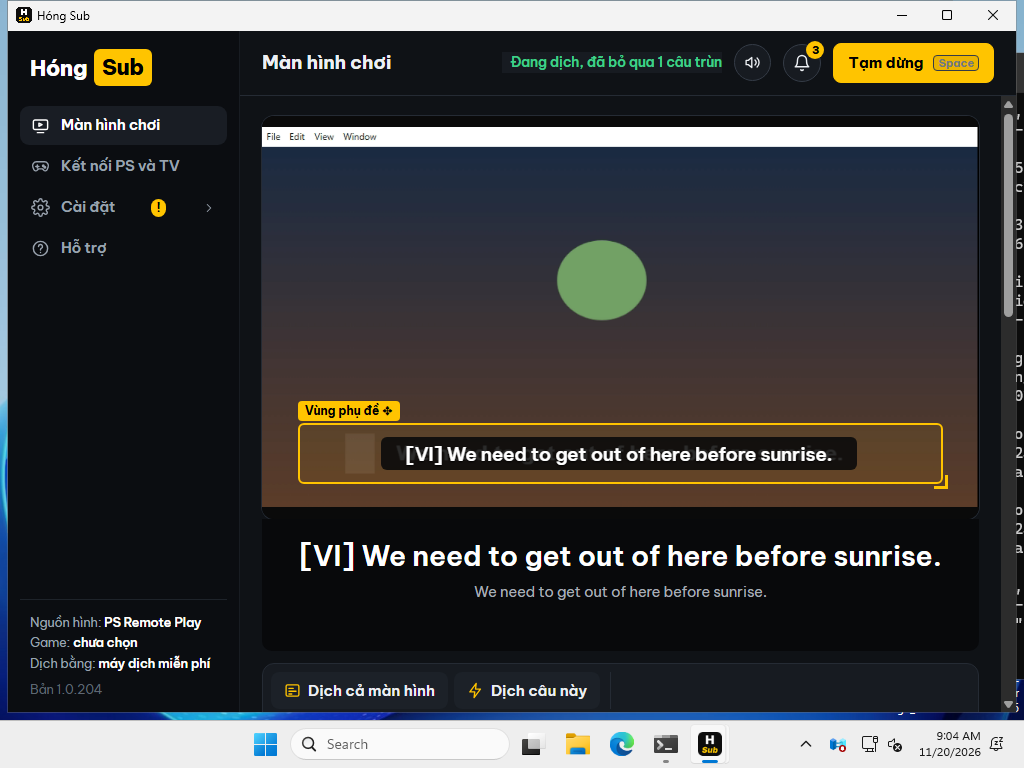 Hóng Sub
Hóng Sub
Màn hình chơi
Kết nối PS và TV
Cài đặt
!
Hỗ trợ
Nguồn hình: PS Remote Play
Game: chưa chọn
Dịch bằng: máy dịch miễn phí
Bản 1.0.204
Màn hình chơi
Đang dịch, đã bỏ qua 1 câu trùn
3
Tạm dừng Space
File Edit View Window
Vùng phụ đề
[VI] We need to get out of here before sunrise.
[VI] We need to get out of here before sunrise.
We need to get out of here before sunrise.
Dịch cả màn hình
Dịch câu này
Search
H Sub
9:04 AM
11/20/2026